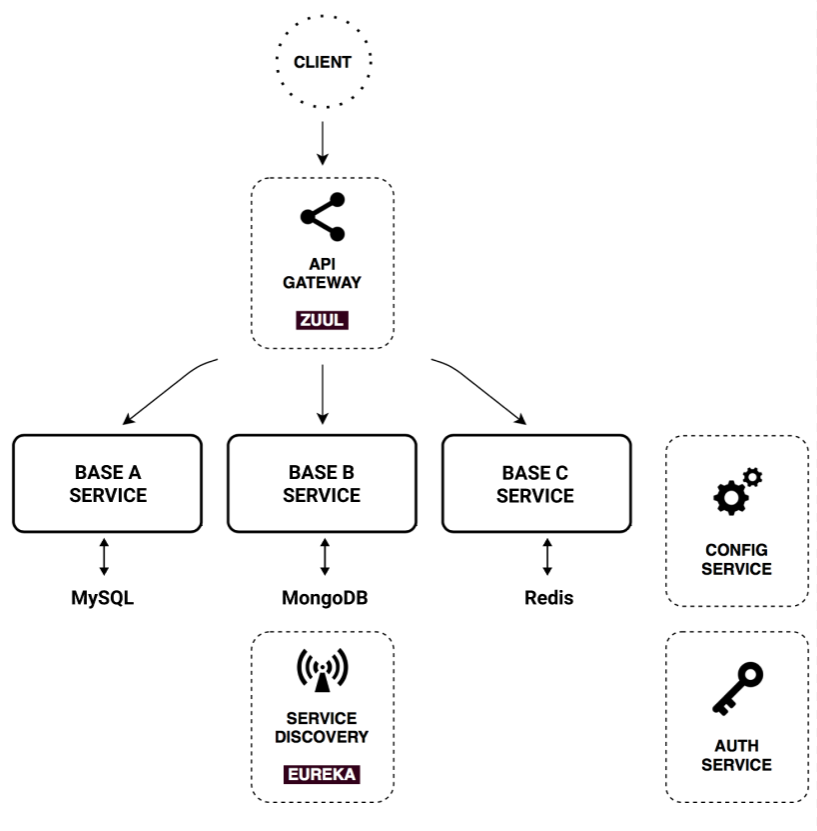 CLIENT
API
GATEWAY
ZUUL
BASE A
SERVICE
BASE B
SERVICE
BASE C
SERVICE
MySQL
MongoDB
Redis
CONFIG
SERVICE
SERVICE
DISCOVERY
EUREKA
AUTH
SERVICE